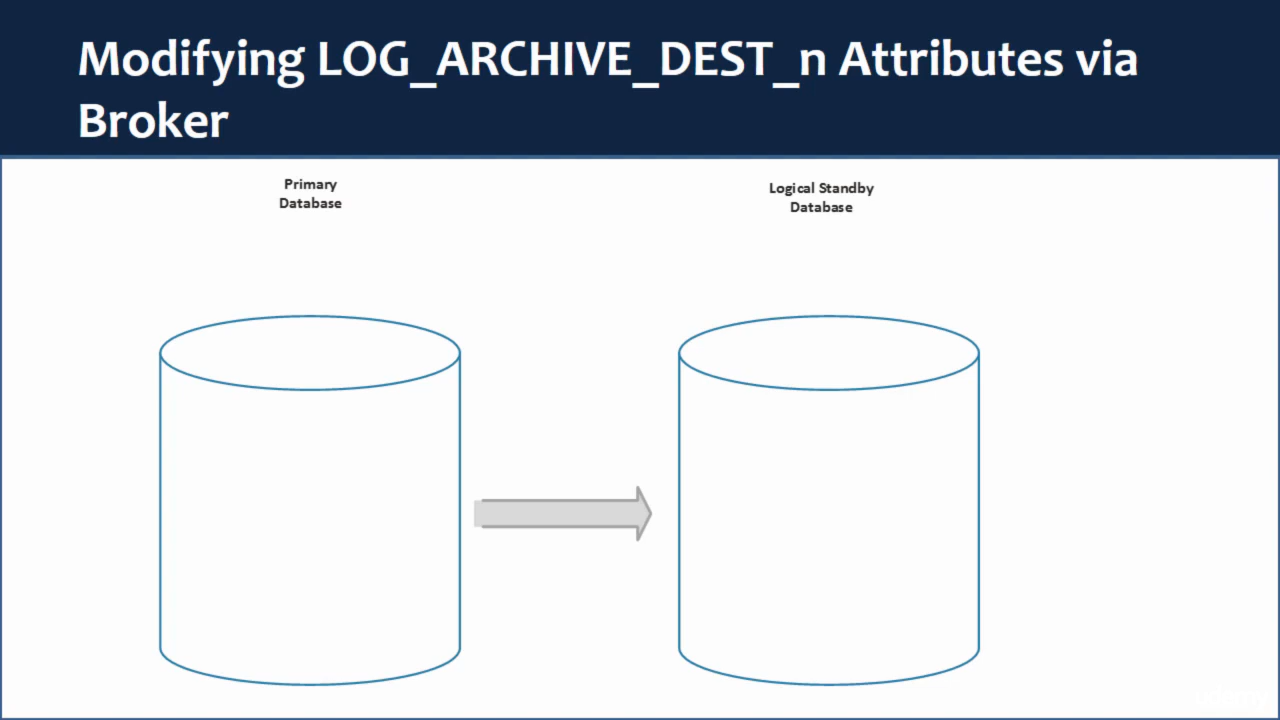 Modifying LOG_ARCHIVE_DEST_n Attributes via
Broker
Primary
Database
Logical Standby
Database